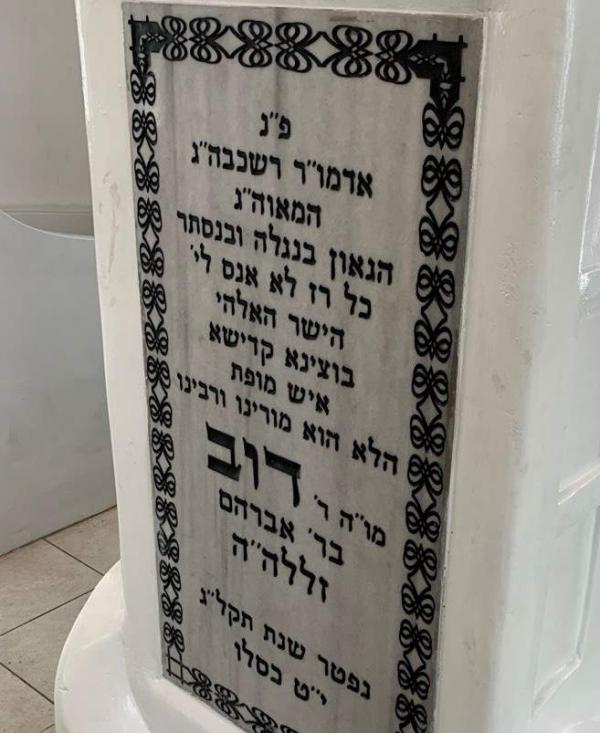 פ"נ
אדמו"ר רשכבה"ג
המאוה"ג
הגאון בנגלה ובנסתר
כל רז לא אנס לי'
הישר האלהי
בוצינא קדישא
איש מופת
הלא הוא מורינו ורבינו
מו"ה ר' דוב
בר' אברהם
זללה"ה
נפטר שנת תקל"ג
י"ט כסלו